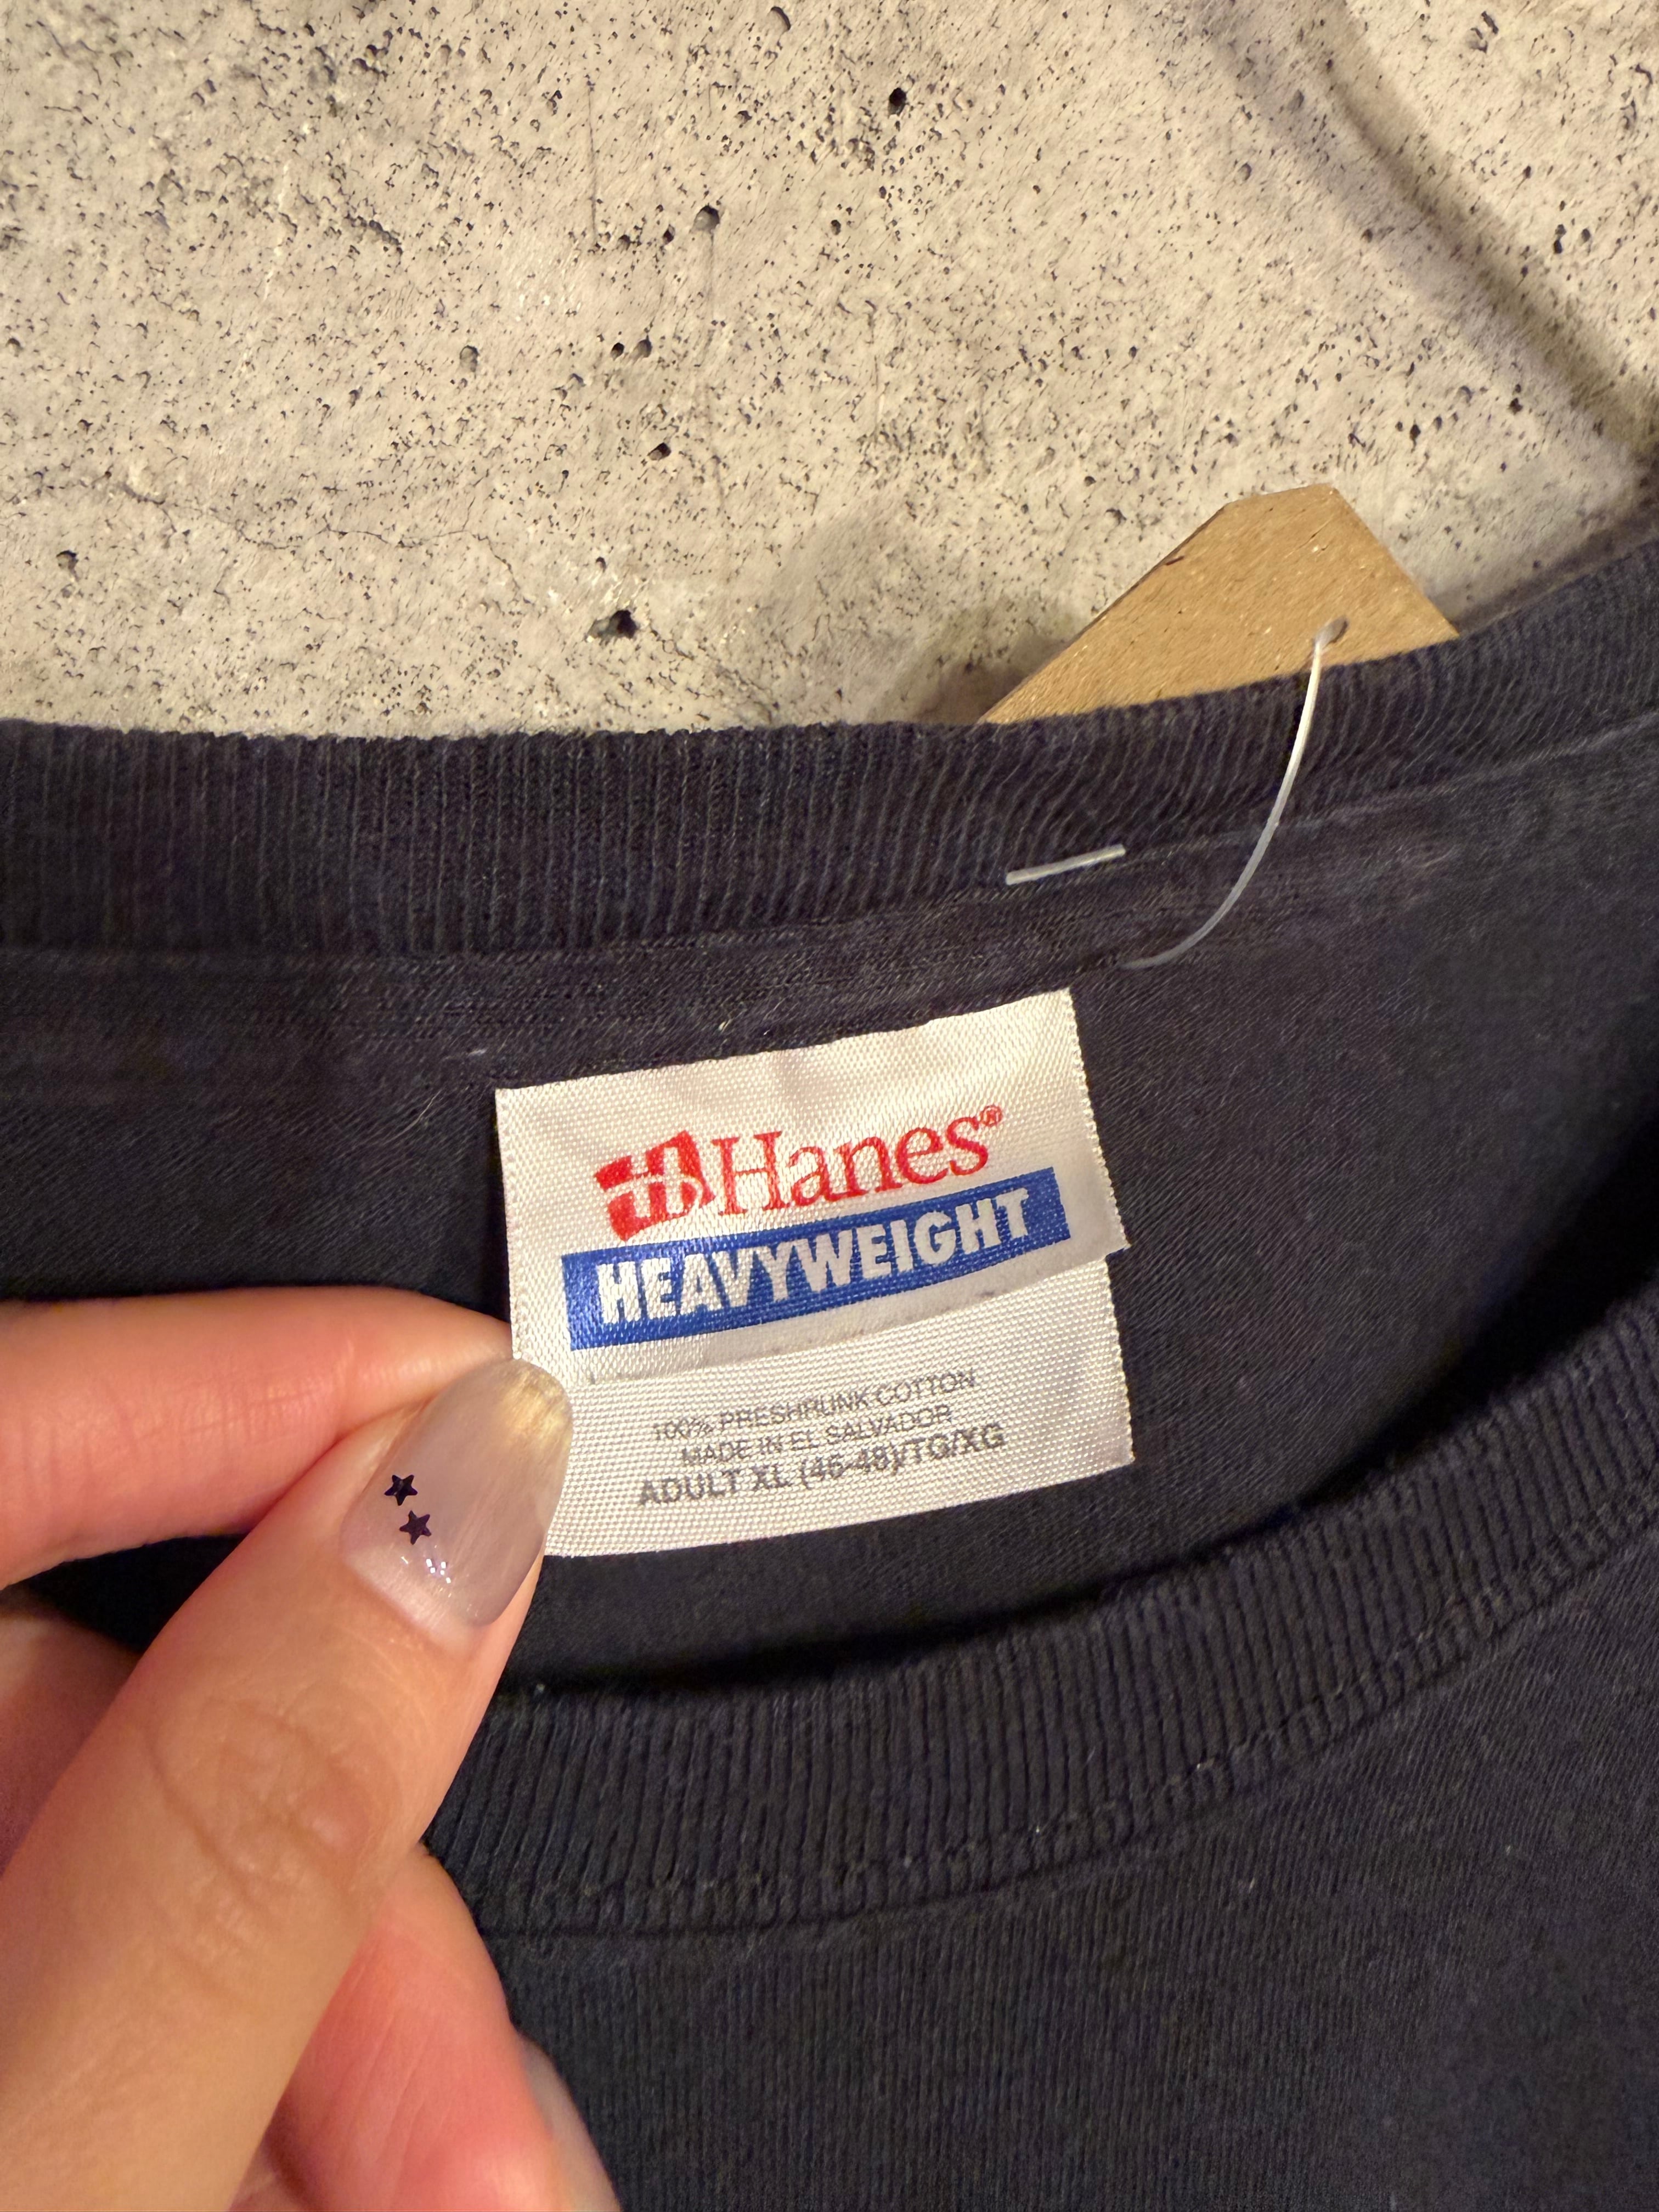 Hanes®
HEAVYWEIGHT
100% PRESHRUNK COTTON
MADE IN EL SALVADOR
ADULT XL (46-48)/TG/XG